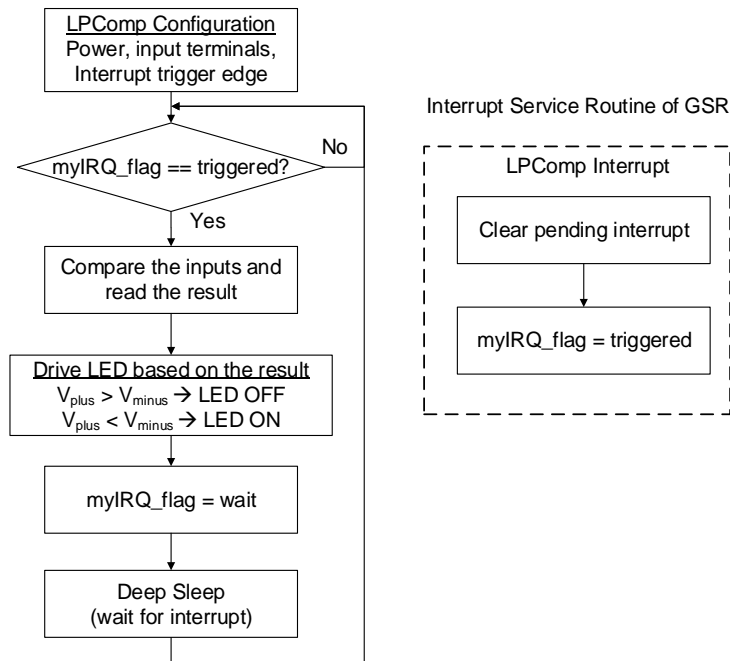 LPComp Configuration
Power, input terminals,
Interrupt trigger edge
myIRQ_flag == triggered?
No
Yes
Compare the inputs and
read the result
Drive LED based on the result
Vplus > Vminus → LED OFF
Vplus < Vminus → LED ON
myIRQ_flag = wait
Deep Sleep
(wait for interrupt)
Interrupt Service Routine of GSR
LPComp Interrupt
Clear pending interrupt
myIRQ_flag = triggered